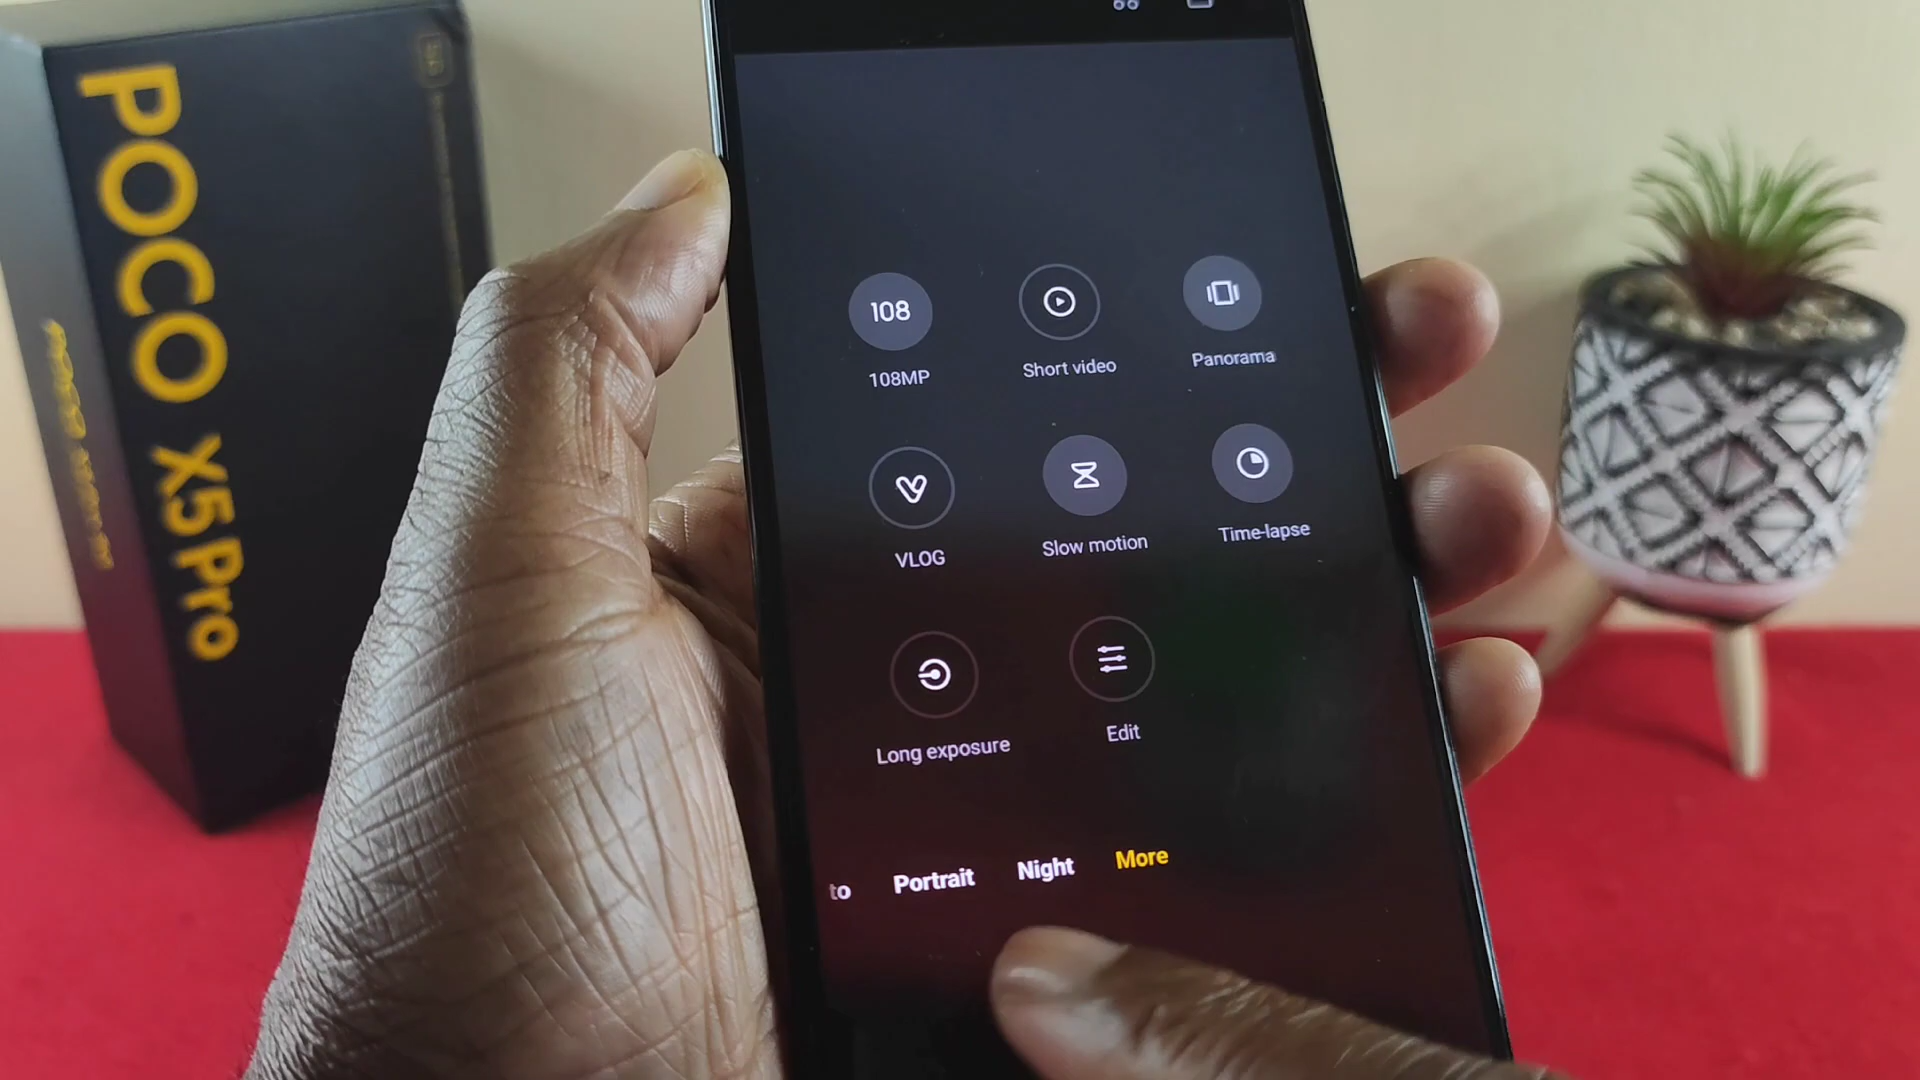 POCO X5 Pro
108
108MP
Short video
Panorama
VLOG
Slow motion
Time-lapse
Long exposure
Edit
to Portrait Night More